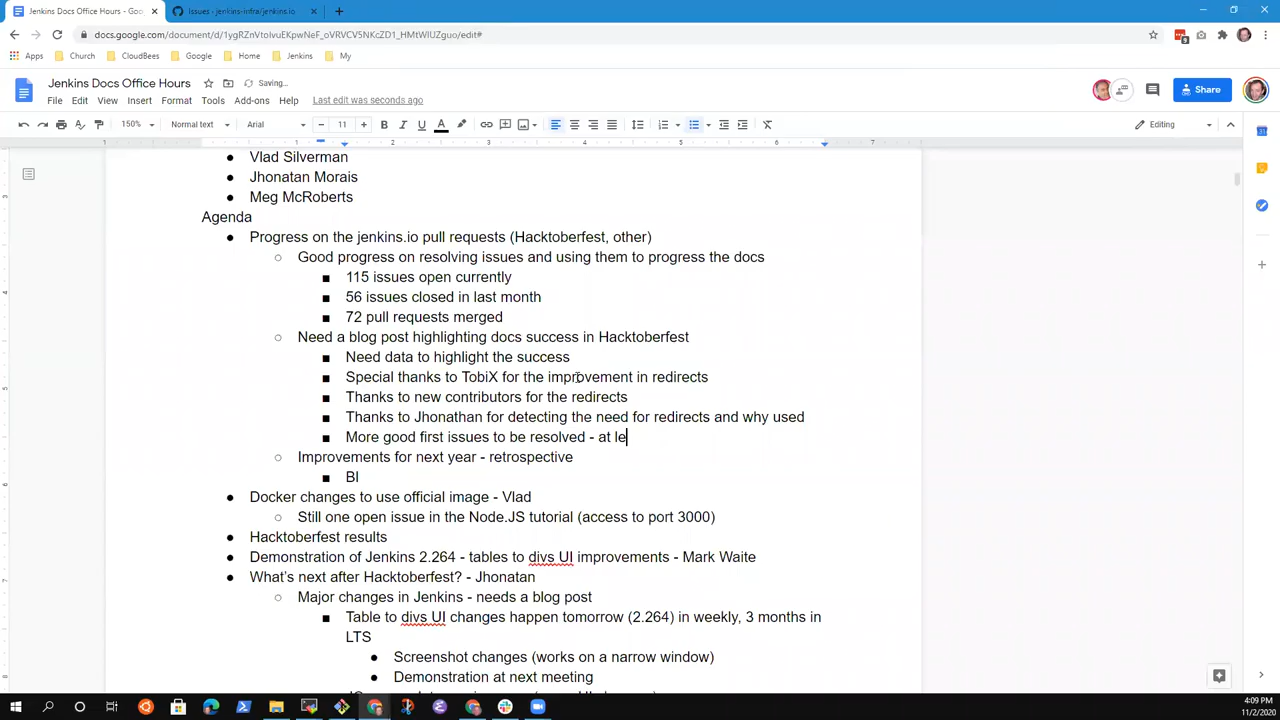 Jenkins Docs Office Hours - Goo
Issues · jenkins-infra/jenkins.io
docs.google.com/document/d/1ygRZnVtoIvuEKpwNeF_oVRVCV5NKcZD1_HMtWIUZguo/edit#
Apps Church CloudBees Google Home Jenkins My
Jenkins Docs Office Hours Saving...
File Edit View Insert Format Tools Add-ons Help Last edit was seconds ago
Share
150% Normal text Arial 11 Editing
1 1 2 3 4 5 6 7
Vlad Silverman
Jhonatan Morais
Meg McRoberts
Agenda
Progress on the jenkins.io pull requests (Hacktoberfest, other)
Good progress on resolving issues and using them to progress the docs
115 issues open currently
56 issues closed in last month
72 pull requests merged
Need a blog post highlighting docs success in Hacktoberfest
Need data to highlight the success
Special thanks to TobiX for the improvement in redirects
Thanks to new contributors for the redirects
Thanks to Jhonathan for detecting the need for redirects and why used
More good first issues to be resolved - at le
Improvements for next year - retrospective
Bl
Docker changes to use official image - Vlad
Still one open issue in the Node.JS tutorial (access to port 3000)
Hacktoberfest results
Demonstration of Jenkins 2.264 - tables to divs UI improvements - Mark Waite
What's next after Hacktoberfest? - Jhonatan
Major changes in Jenkins - needs a blog post
Table to divs UI changes happen tomorrow (2.264) in weekly, 3 months in
LTS
Screenshot changes (works on a narrow window)
Demonstration at next meeting
4:09 PM
11/2/2020